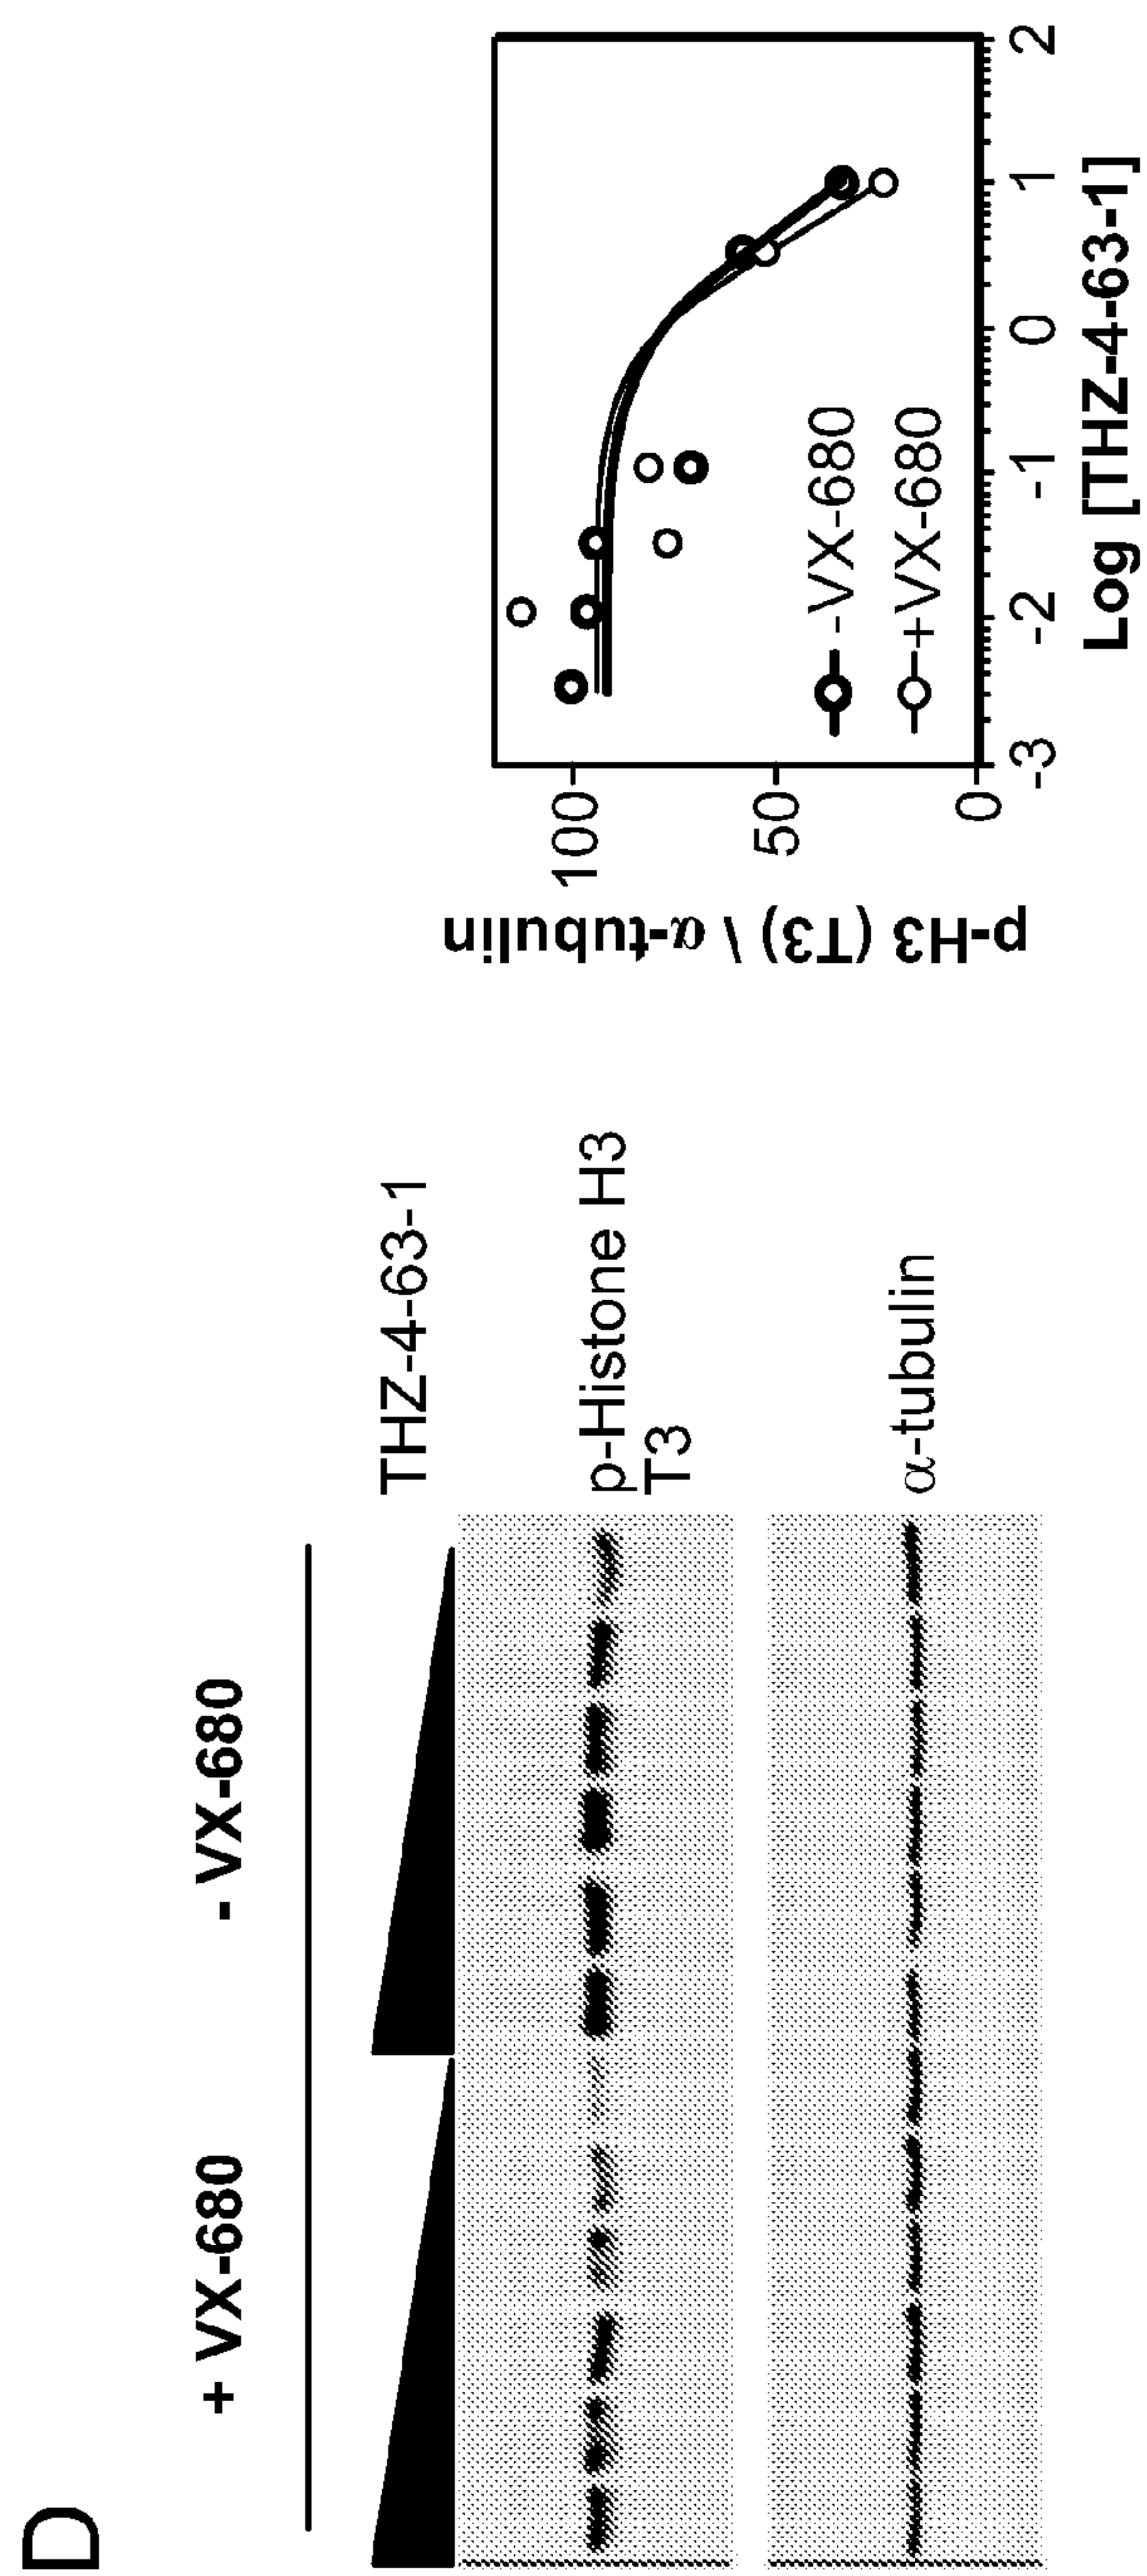 D
+ VX-680 - VX-680
THZ-4-63-1
p-Histone H3
T3
α-tubulin
p-H3 (T3) \ α-tubulin
100
50
0
-VX-680
+VX-680
-3 -2 -1 0 1 2
Log [THZ-4-63-1]